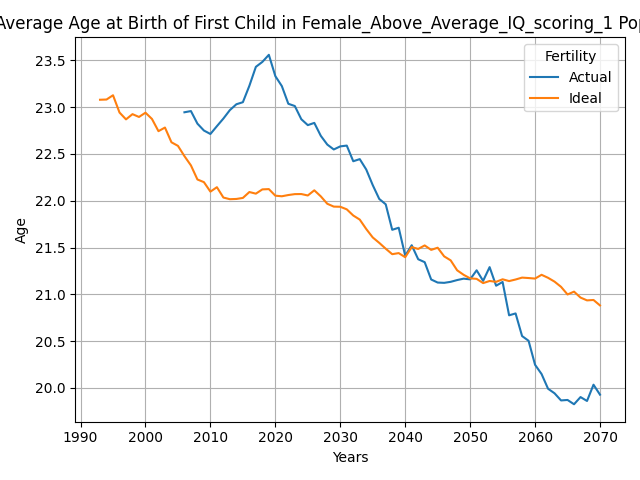 Average Age at Birth of First Child in Female_Above_Average_IQ_scoring_1
Fertility
Actual
Ideal
23.5
23.0
22.5
22.0
21.5
21.0
20.5
20.0
Age
1990 2000 2010 2020 2030 2040 2050 2060 2070
Years